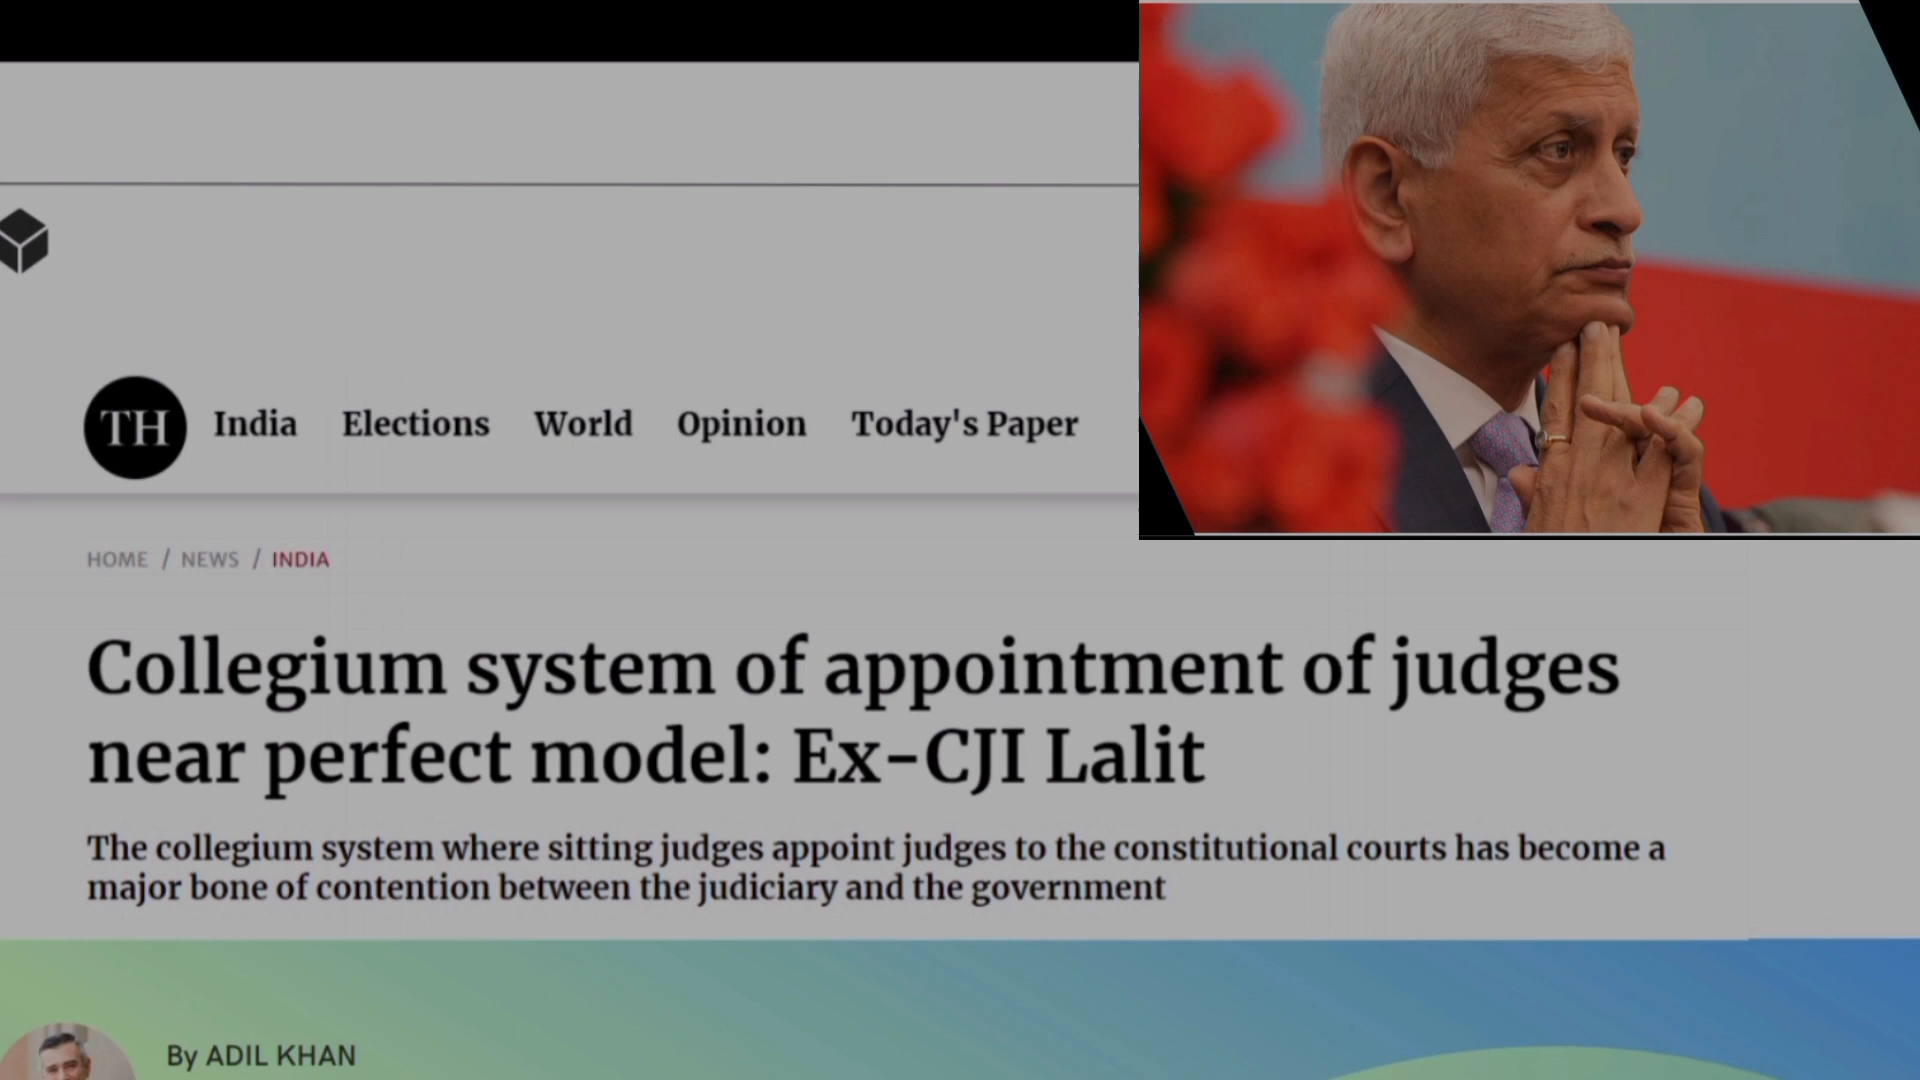 TH India Elections World Opinion Today's Paper
HOME / NEWS / INDIA
Collegium system of appointment of judges
near perfect model: Ex-CJI Lalit
The collegium system where sitting judges appoint judges to the constitutional courts has become a
major bone of contention between the judiciary and the government
By ADIL KHAN